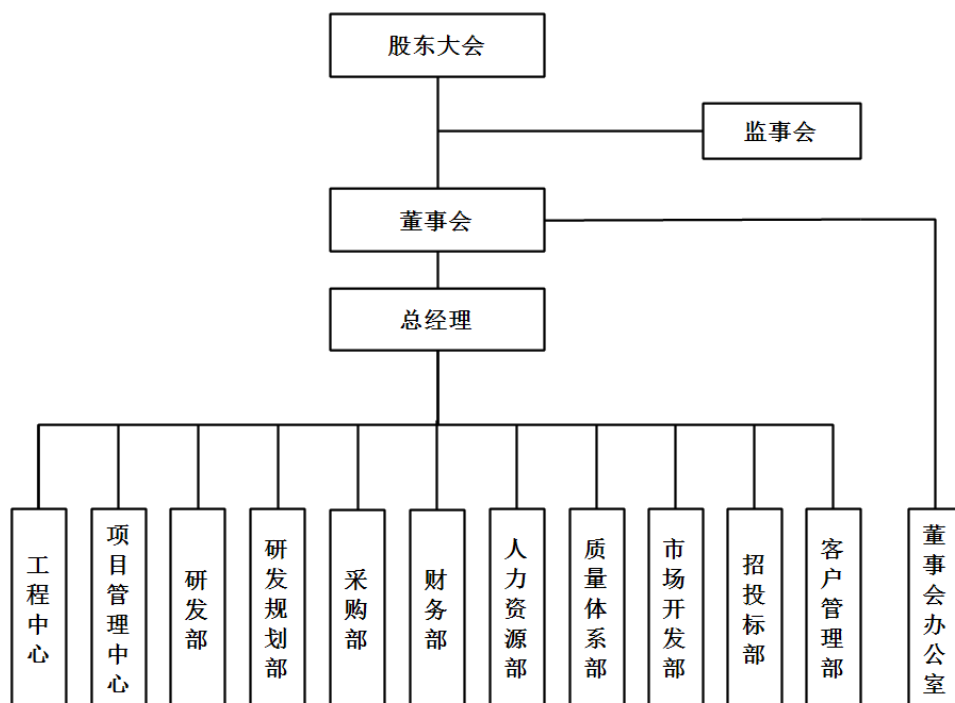 股东大会
监事会
董事会
总经理
工程中心
项目管理中心
研发部
研发规划部
采购部
财务部
人力资源部
质量体系部
市场开发部
招投标部
客户管理部
董事会办公室